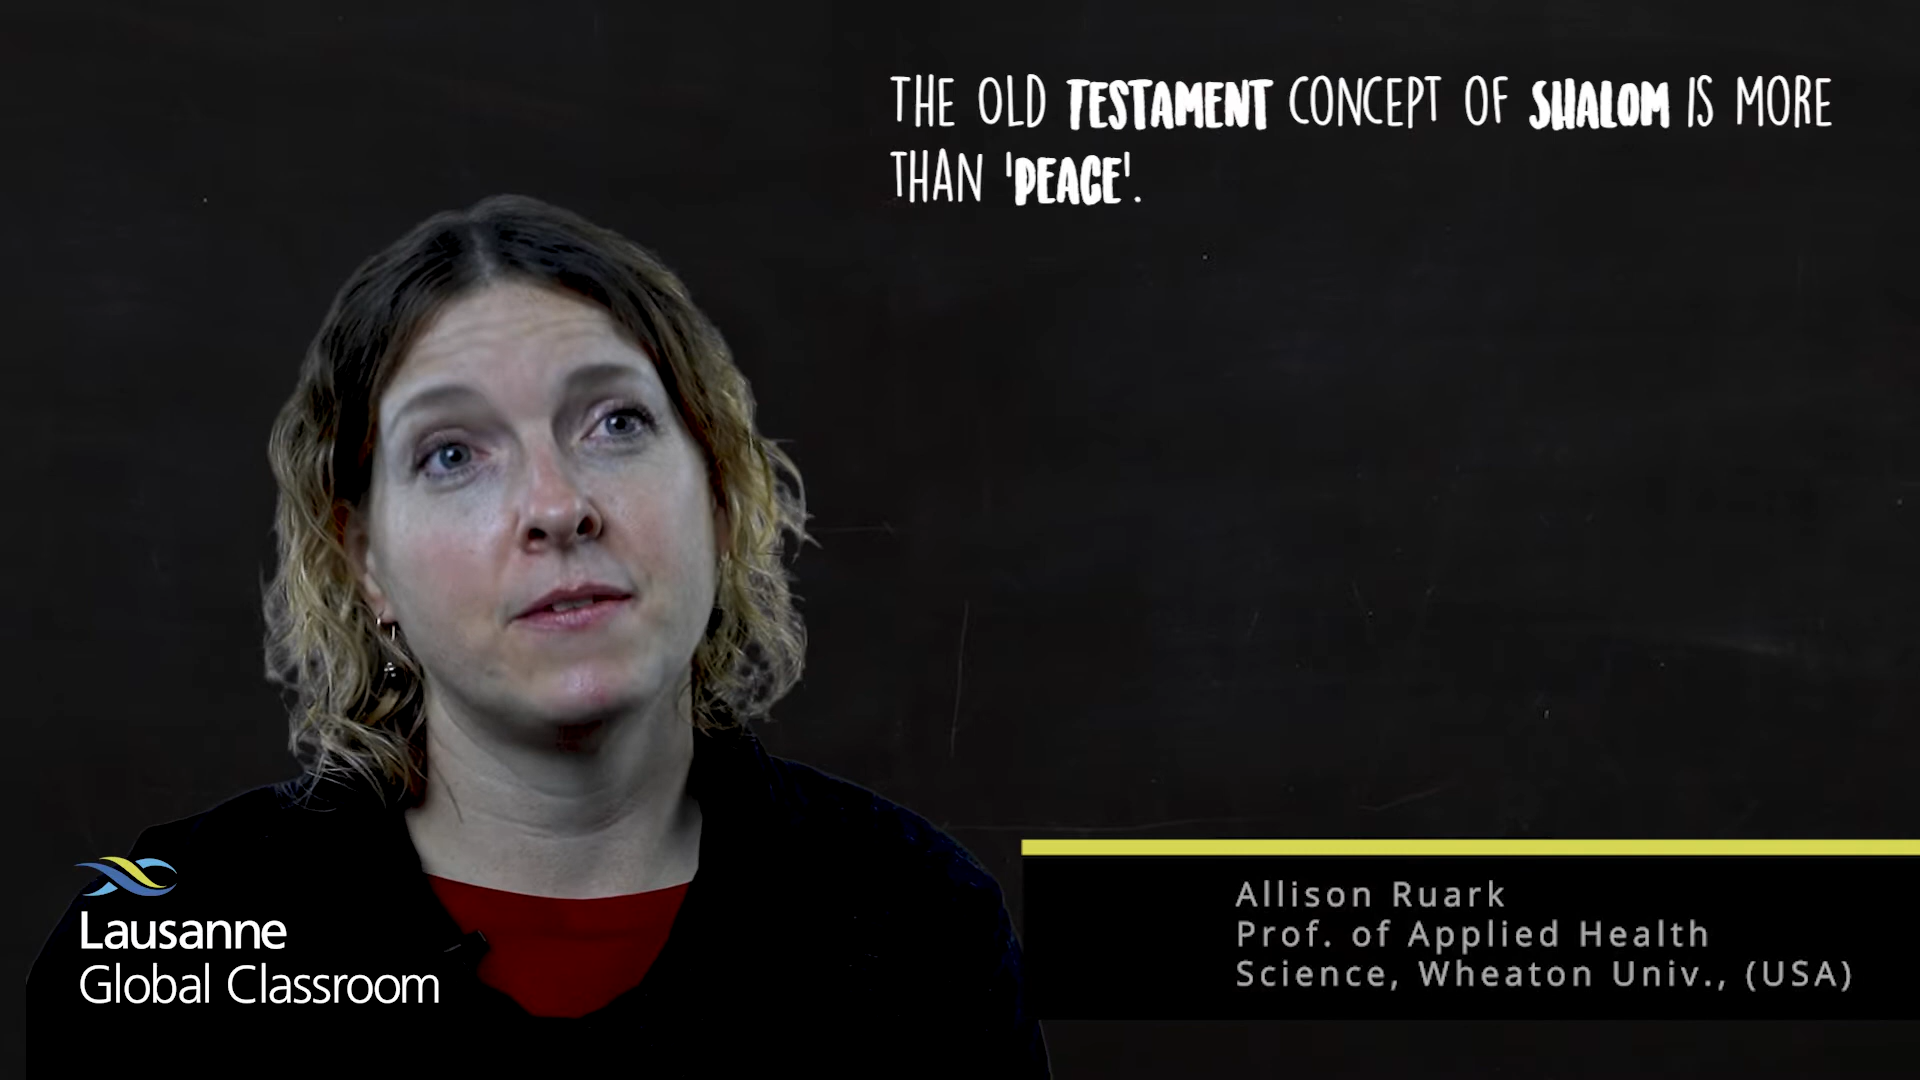 THE OLD TESTAMENT CONCEPT OF SHALOM IS MORE
THAN 'PEACE'.
Lausanne
Global Classroom
Allison Ruark
Prof. of Applied Health
Science, Wheaton Univ., (USA)